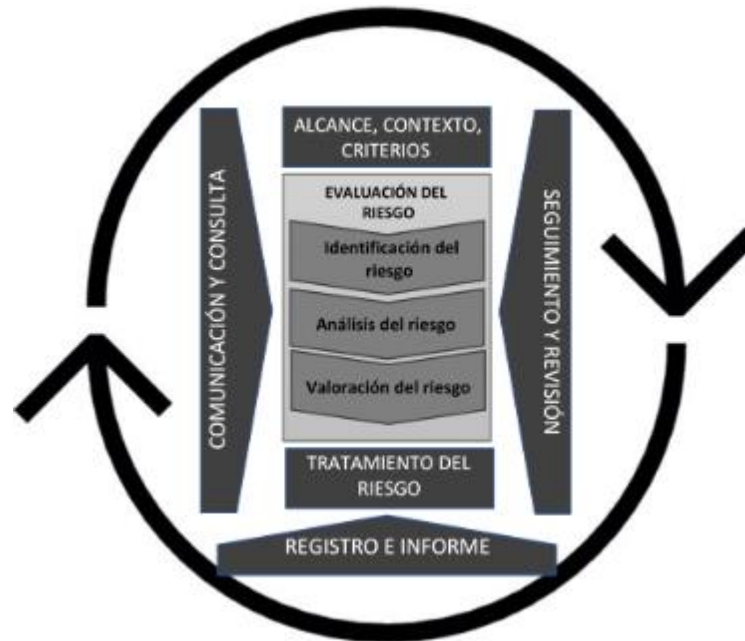 ALCANCE, CONTEXTO,
CRITERIOS
EVALUACIÓN DEL
RIESGO
Identificación del
riesgo
Análisis del riesgo
Valoración del riesgo
TRATAMIENTO DEL
RIESGO
COMUNICACIÓN Y CONSULTA
SEGUIMIENTO Y REVISIÓN
REGISTRO E INFORME